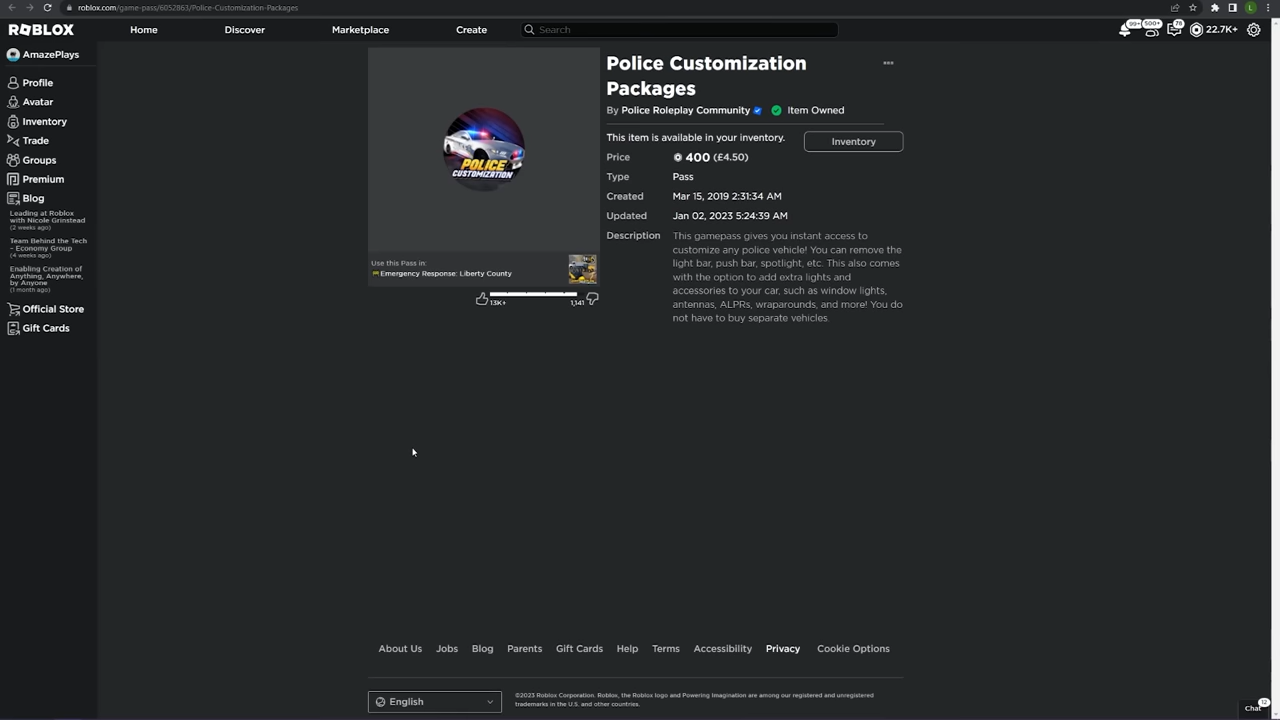 roblox.com/game-pass/6052863/Police-Customization-Packages
L
ROBLOX
Home
Discover
Marketplace
Create
Search
99+
500+
78
22.7K+
AmazePlays
Profile
Avatar
Inventory
Trade
Groups
Premium
Blog
Leading at Roblox
with Nicole Grinstead
(2 weeks ago)
Team Behind the Tech
- Economy Group
(4 weeks ago)
Enabling Creation of
Anything, Anywhere,
by Anyone
(1 month ago)
Official Store
Gift Cards
POLICE
CUSTOMIZATION
Use this Pass in:
Emergency Response: Liberty County
13K+
1,141
Police Customization
Packages
By Police Roleplay Community Item Owned
This item is available in your inventory.
Inventory
Price 400 (£4.50)
Type Pass
Created Mar 15, 2019 2:31:34 AM
Updated Jan 02, 2023 5:24:39 AM
Description This gamepass gives you instant access to
customize any police vehicle! You can remove the
light bar, push bar, spotlight, etc. This also comes
with the option to add extra lights and
accessories to your car, such as window lights,
antennas, ALPRs, wraparounds, and more! You do
not have to buy separate vehicles.
About Us Jobs Blog Parents Gift Cards Help Terms Accessibility Privacy Cookie Options
English
©2023 Roblox Corporation. Roblox, the Roblox logo and Powering Imagination are among our registered and unregistered
trademarks in the U.S. and other countries.
Chat 12